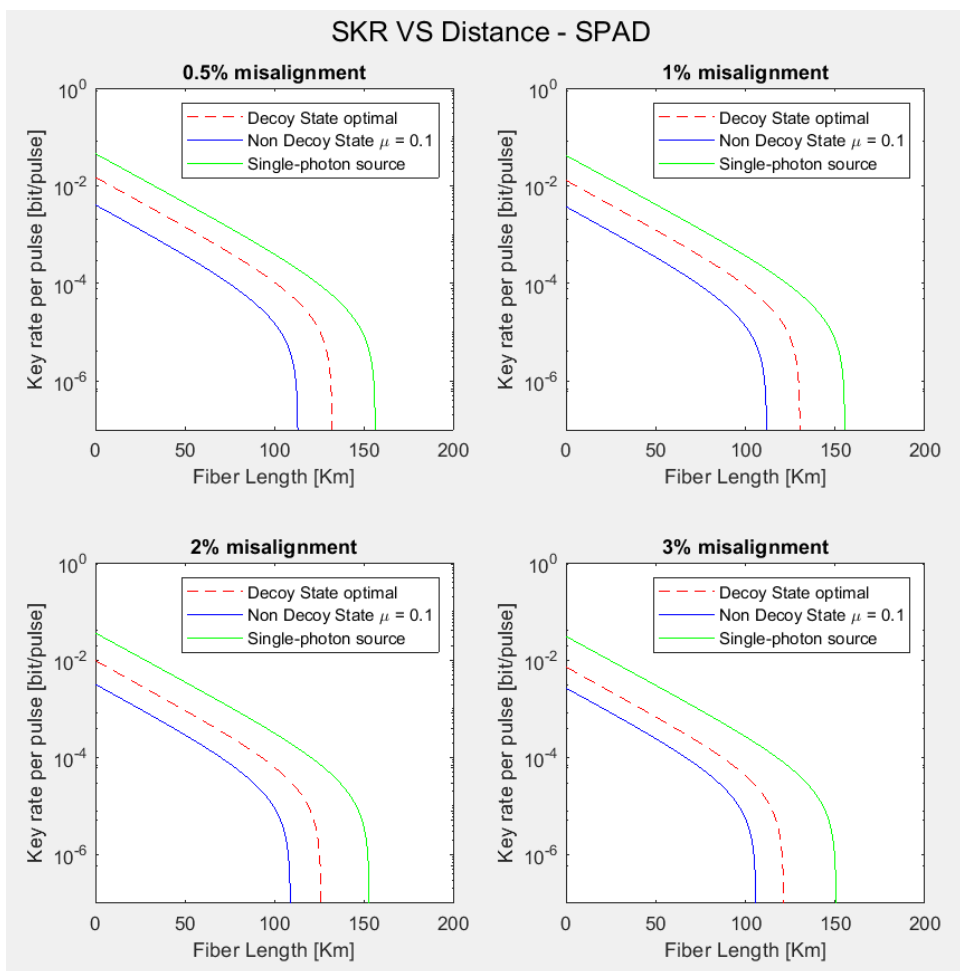 SKR VS Distance - SPAD
0.5% misalignment
10^0
10^-2
10^-4
10^-6
Key rate per pulse [bit/pulse]
Decoy State optimal
Non Decoy State μ = 0.1
Single-photon source
0 50 100 150 200
Fiber Length [Km]
1% misalignment
10^0
10^-2
10^-4
10^-6
Key rate per pulse [bit/pulse]
Decoy State optimal
Non Decoy State μ = 0.1
Single-photon source
0 50 100 150 200
Fiber Length [Km]
2% misalignment
10^0
10^-2
10^-4
10^-6
Key rate per pulse [bit/pulse]
Decoy State optimal
Non Decoy State μ = 0.1
Single-photon source
0 50 100 150 200
Fiber Length [Km]
3% misalignment
10^0
10^-2
10^-4
10^-6
Key rate per pulse [bit/pulse]
Decoy State optimal
Non Decoy State μ = 0.1
Single-photon source
0 50 100 150 200
Fiber Length [Km]